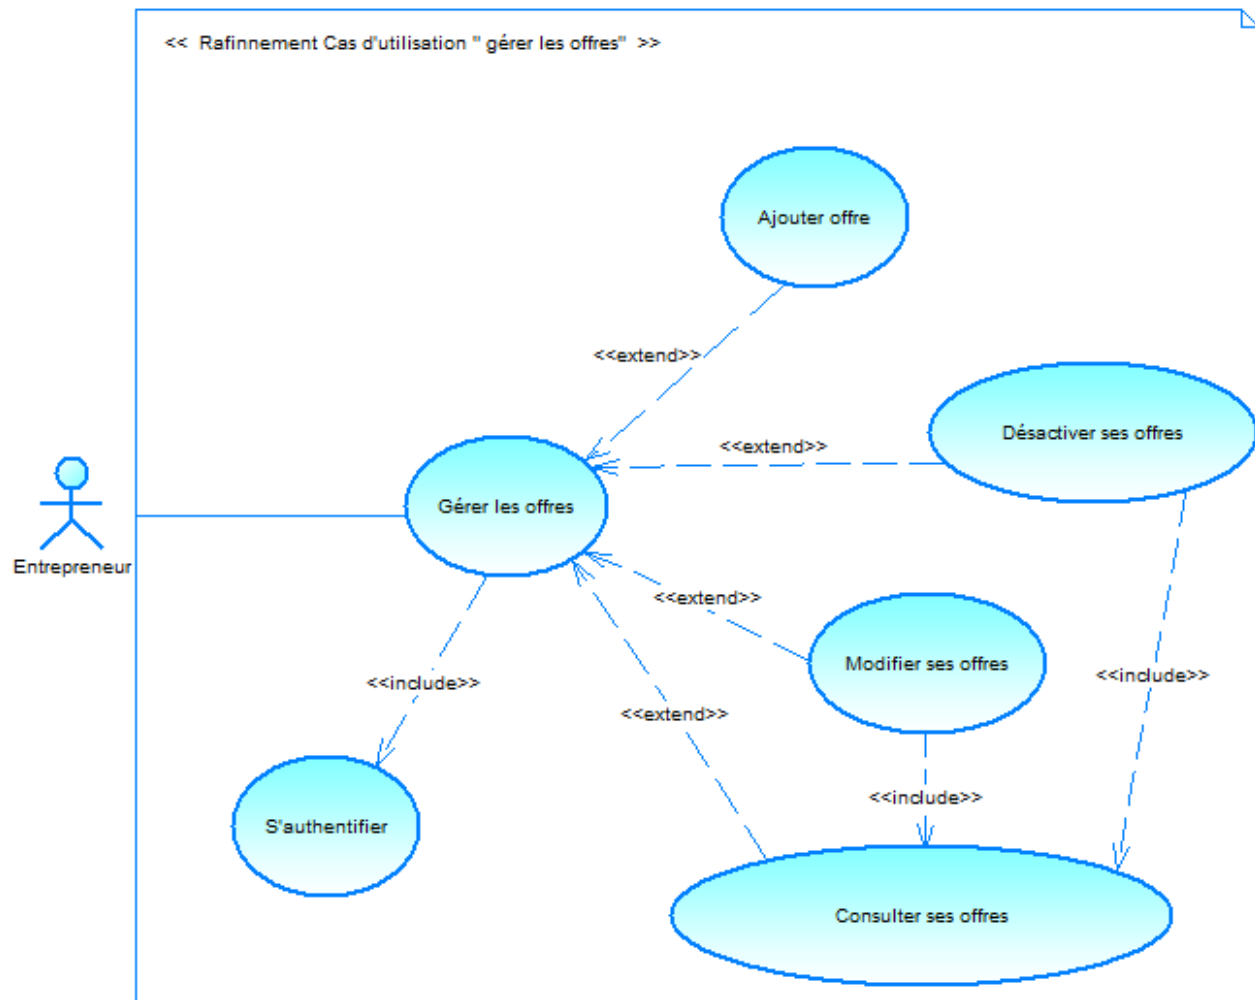 << Rafinnement Cas d'utilisation " gérer les offres" >>
Ajouter offre
<<extend>>
Désactiver ses offres
<<extend>>
Gérer les offres
Entrepreneur
<<extend>>
Modifier ses offres
<<include>>
<<include>>
<<extend>>
<<include>>
S'authentifier
Consulter ses offres